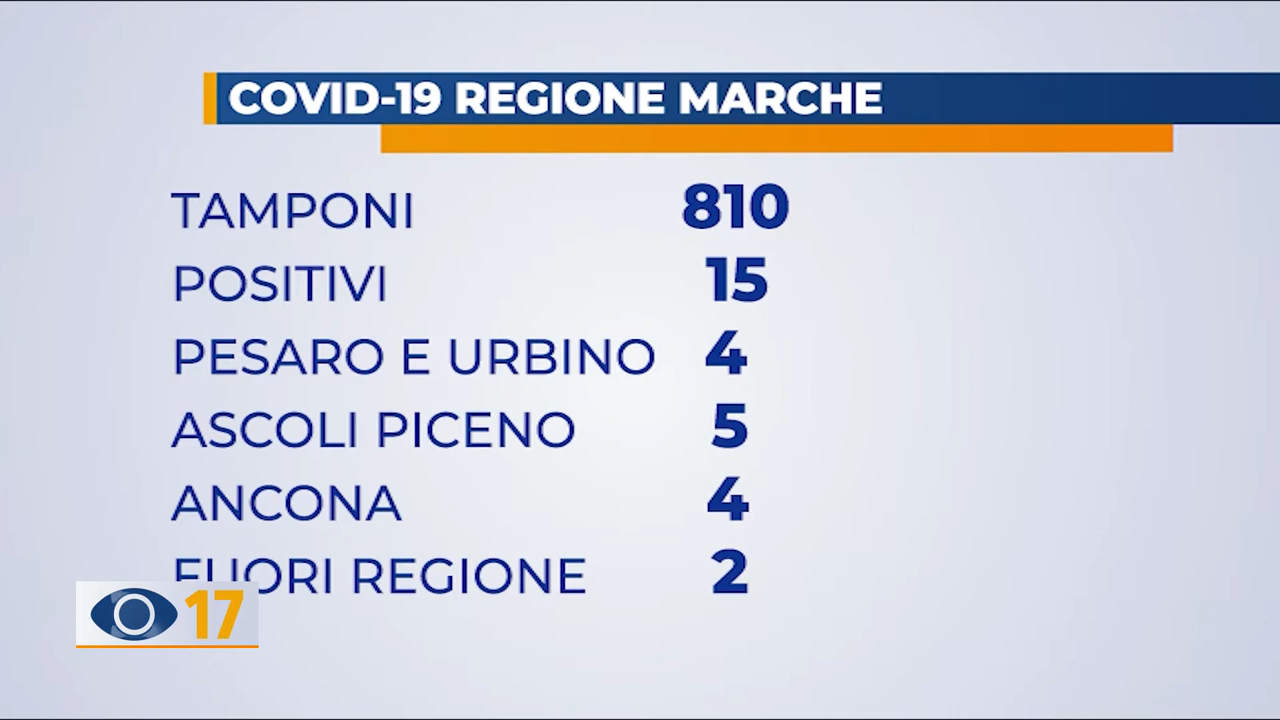 COVID-19 REGIONE MARCHE
TAMPONI 810
POSITIVI 15
PESARO E URBINO 4
ASCOLI PICENO 5
ANCONA 4
FUORI REGIONE 2
17